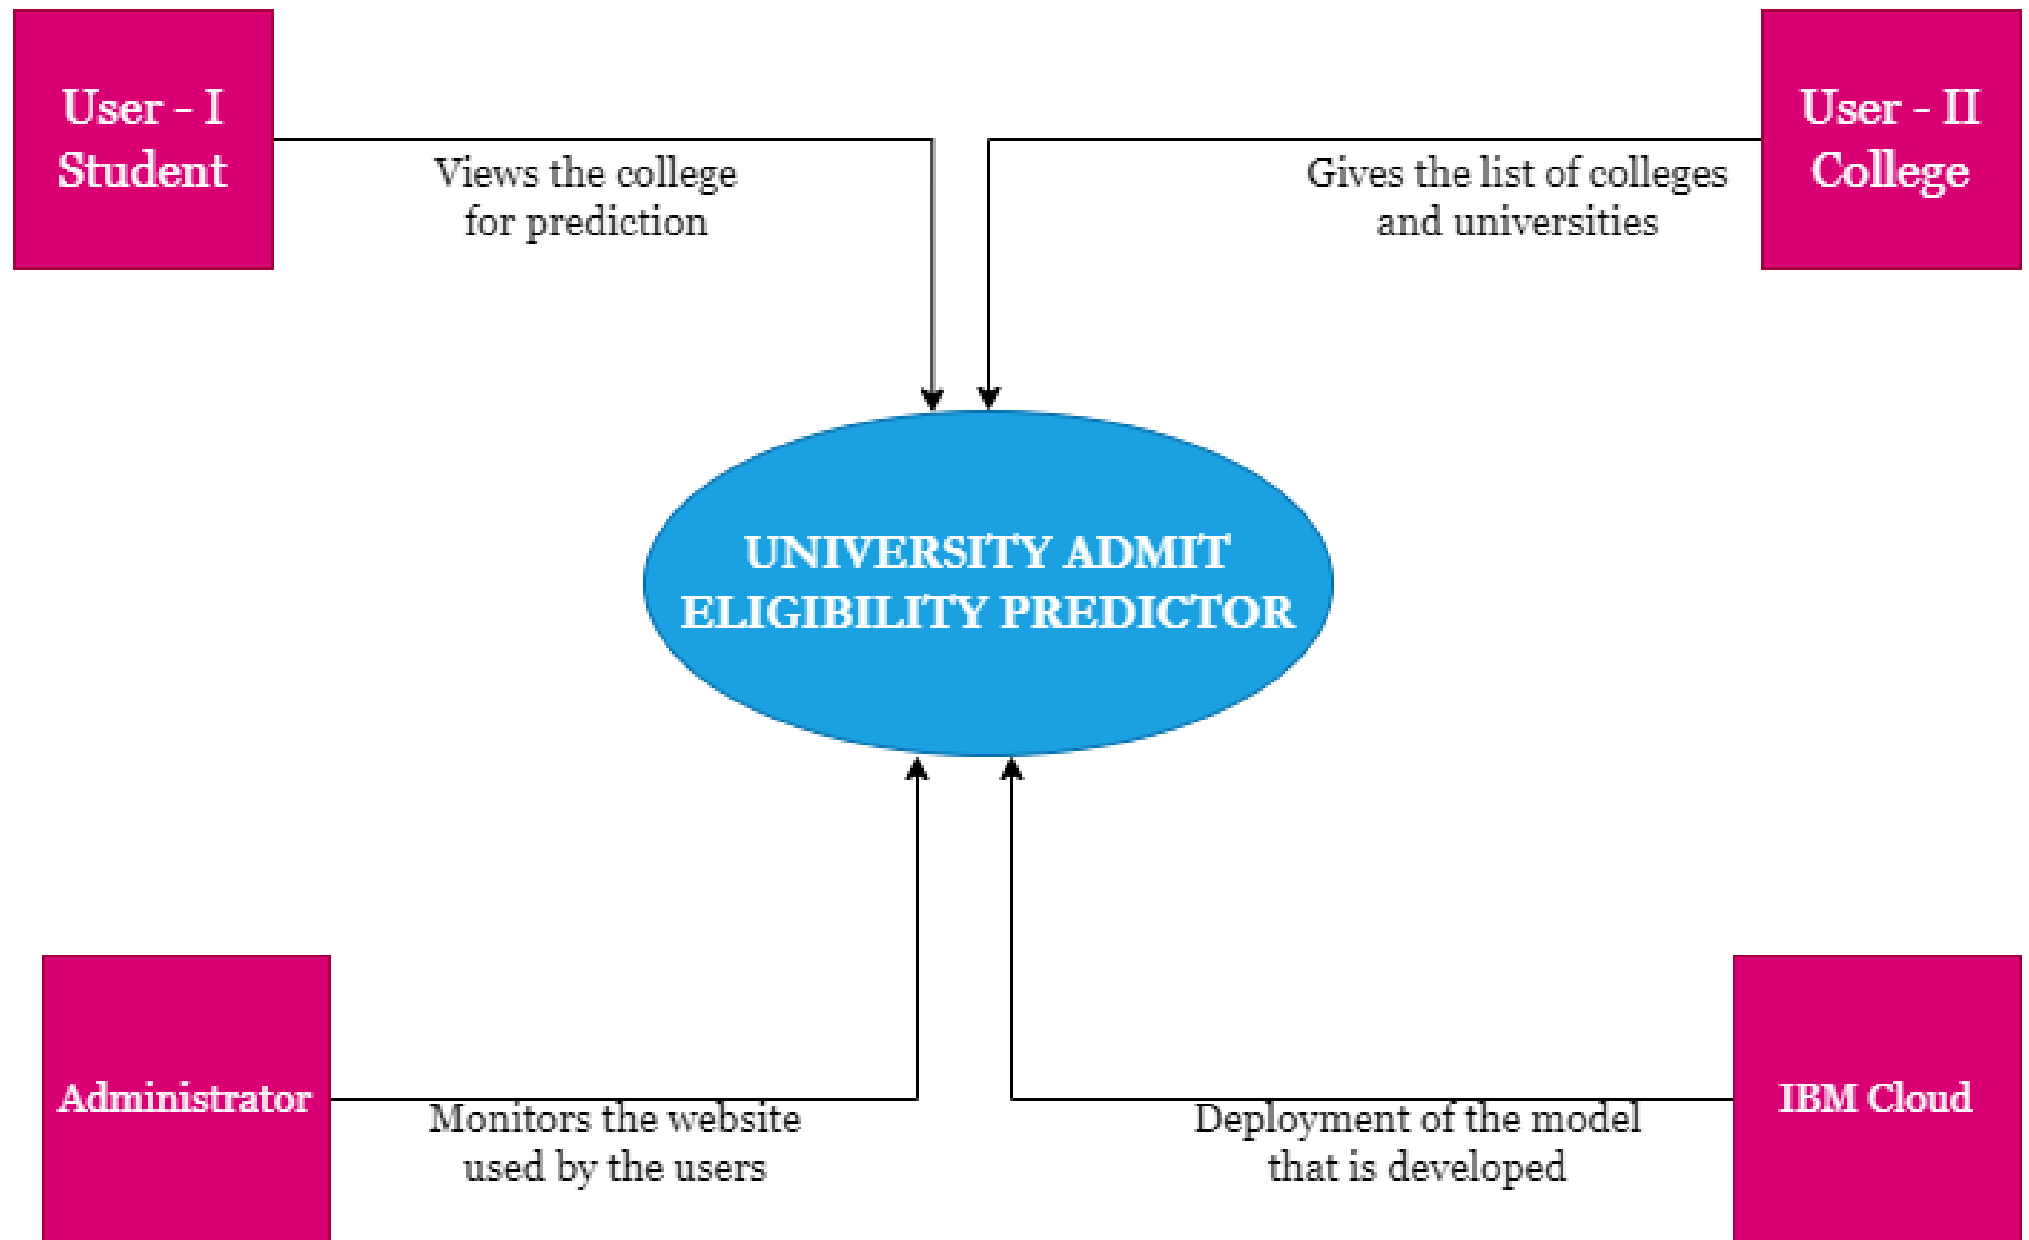 User - I
Student
Views the college
for prediction
User - II
College
Gives the list of colleges
and universities
UNIVERSITY ADMIT
ELIGIBILITY PREDICTOR
Administrator
Monitors the website
used by the users
IBM Cloud
Deployment of the model
that is developed